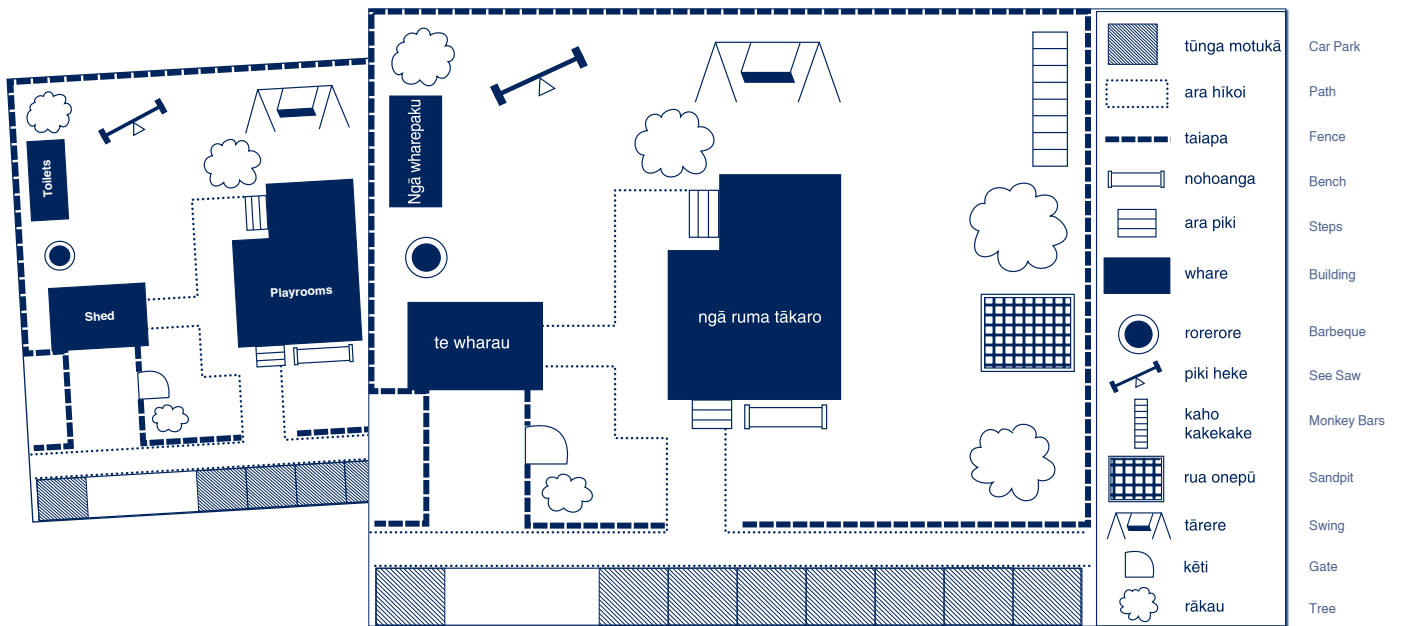 Toilets
Shed
Playrooms
Ngā wharepaku
te wharau
ngā ruma tākaro
tūnga motukā Car Park
ara hīkoi Path
taiapa Fence
nohoanga Bench
ara piki Steps
whare Building
rorerore Barbeque
piki heke See Saw
kaho
kakekake Monkey Bars
rua onepū Sandpit
tārere Swing
kēti Gate
rākau Tree